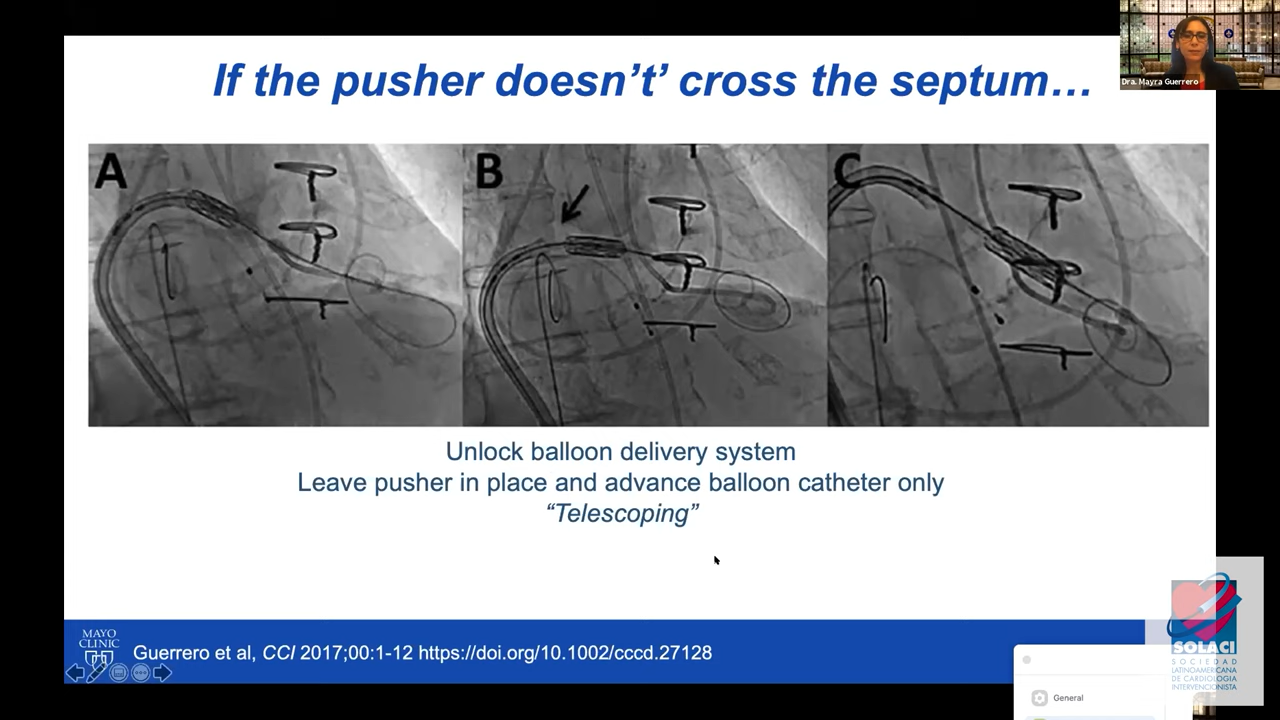 Dra. Mayra Guerrero
If the pusher doesn’t’ cross the septum…
A
B
C
Unlock balloon delivery system
Leave pusher in place and advance balloon catheter only
“Telescoping”
MAYO
CLINIC
Guerrero et al, CCI 2017;00:1-12 https://doi.org/10.1002/cccd.27128
SOLACI
SOCIEDAD
LATINOAMERICANA
DE CARDIOLOGÍA
INTERVENCIONISTA
General